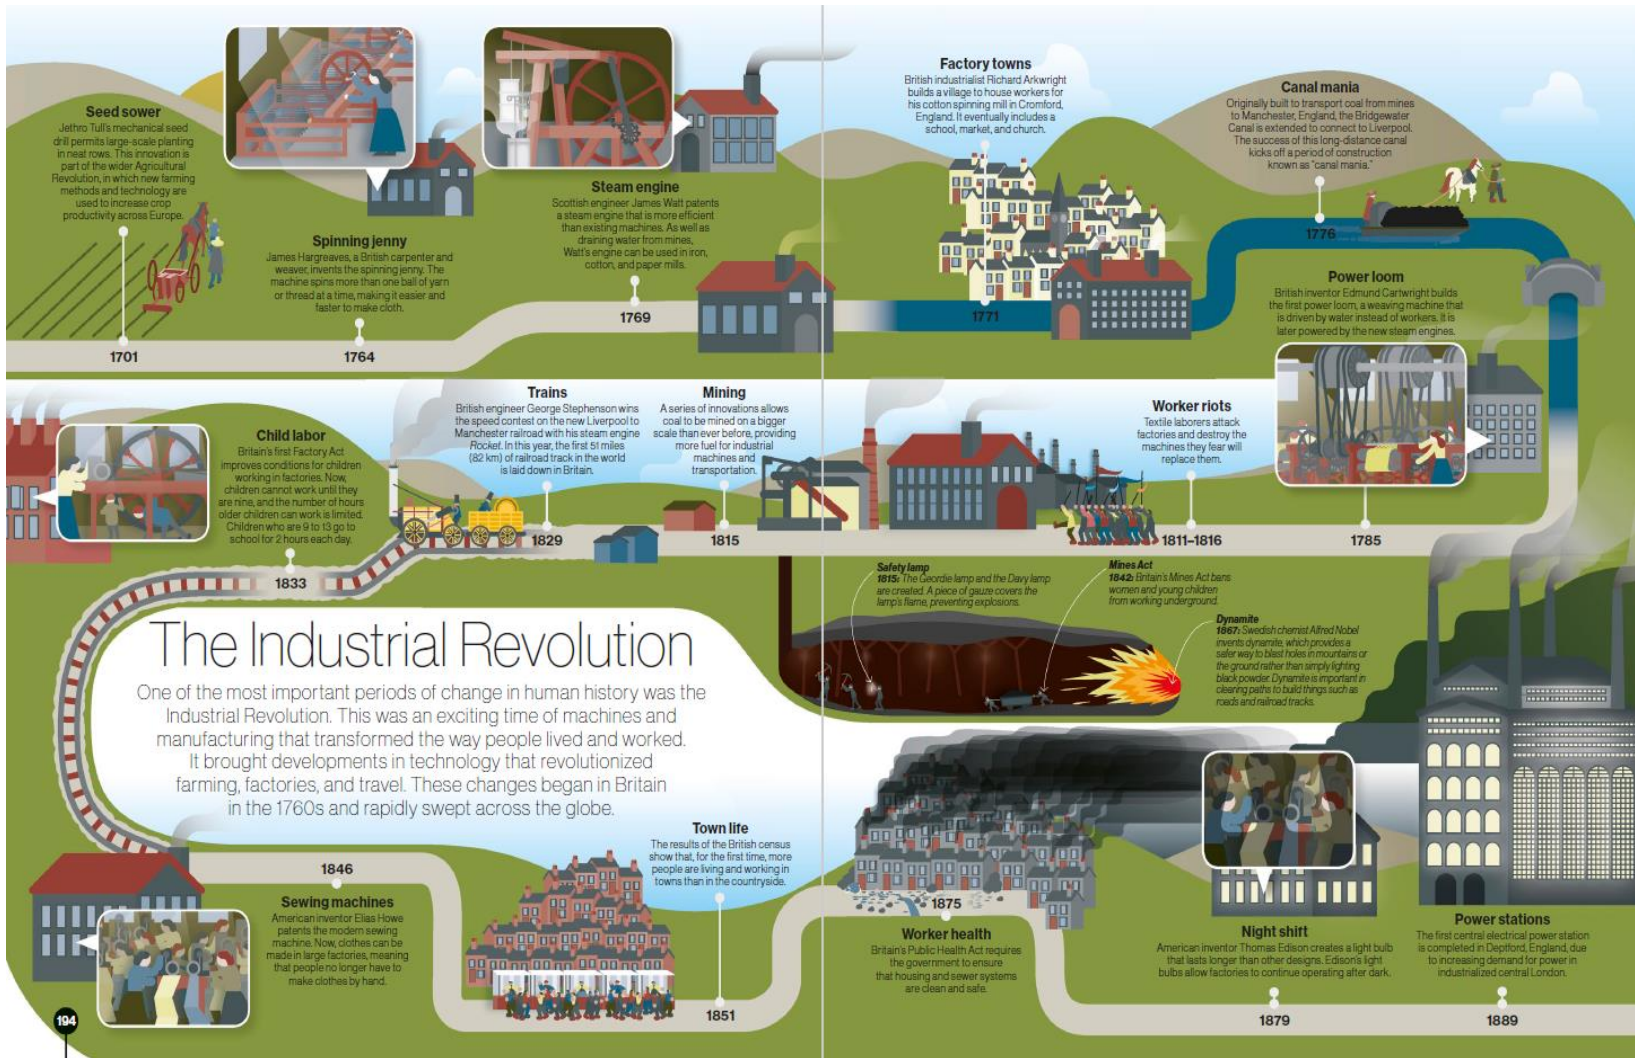 Seed sower
Jethro Tull's mechanical seed
drill permits large-scale planting
in neat rows. This innovation is
part of the wider Agricultural
Revolution, in which new farming
methods and technology are
used to increase crop
productivity across Europe.
1701
Spinning jenny
James Hargreaves, a British carpenter and
weaver, invents the spinning jenny. The
machine spins more than one ball of yarn
or thread at a time, making it easier and
faster to make cloth.
1764
Steam engine
Scottish engineer James Watt patents
a steam engine that is more efficient
than existing machines. As well as
draining water from mines,
Watt's engine can be used in iron,
cotton, and paper mills.
1769
Factory towns
British industrialist Richard Arkwright
builds a village to house workers for
his cotton spinning mill in Cromford,
England. It eventually includes a
school, market, and church.
1771
Canal mania
Originally built to transport coal from mines
to Manchester, England, the Bridgewater
Canal is extended to connect to Liverpool.
The success of this long-distance canal
kicks off a period of construction
known as "canal mania."
1776
Power loom
British inventor Edmund Cartwright builds
the first power loom, a weaving machine that
is driven by water instead of workers. It is
later powered by the new steam engines.
1785
Worker riots
Textile laborers attack
factories and destroy the
machines they fear will
replace them.
1811–1816
Mining
A series of innovations allows
coal to be mined on a bigger
scale than ever before, providing
more fuel for industrial
machines and
transportation.
1815
Trains
British engineer George Stephenson wins
the speed contest on the new Liverpool to
Manchester railroad with his steam engine
Rocket. In this year, the first 51 miles
(82 km) of railroad track in the world
is laid down in Britain.
1829
Child labor
Britain's first Factory Act
improves conditions for children
working in factories. Now,
children cannot work until they
are nine, and the number of hours
older children can work is limited.
Children who are 9 to 13 go to
school for 2 hours each day.
1833
Safety lamp
1815: The Geordie lamp and the Davy lamp
are created. A piece of gauze covers the
lamp's flame, preventing explosions.
Mines Act
1842: Britain's Mines Act bans
women and young children
from working underground.
Dynamite
1867: Swedish chemist Alfred Nobel
invents dynamite, which provides a
safer way to blast holes in mountains or
the ground rather than simply lighting
black powder. Dynamite is important in
clearing paths to build things such as
roads and railroad tracks.
The Industrial Revolution
One of the most important periods of change in human history was the
Industrial Revolution. This was an exciting time of machines and
manufacturing that transformed the way people lived and worked.
It brought developments in technology that revolutionized
farming, factories, and travel. These changes began in Britain
in the 1760s and rapidly swept across the globe.
1846
Sewing machines
American inventor Elias Howe
patents the modern sewing
machine. Now, clothes can be
made in large factories, meaning
that people no longer have to
make clothes by hand.
Town life
The results of the British census
show that, for the first time, more
people are living and working in
towns than in the countryside.
1851
1875
Worker health
Britain's Public Health Act requires
the government to ensure
that housing and sewer systems
are clean and safe.
Night shift
American inventor Thomas Edison creates a light bulb
that lasts longer than other designs. Edison's light
bulbs allow factories to continue operating after dark.
1879
Power stations
The first central electrical power station
is completed in Deptford, England, due
to increasing demand for power in
industrialized central London.
1889
194